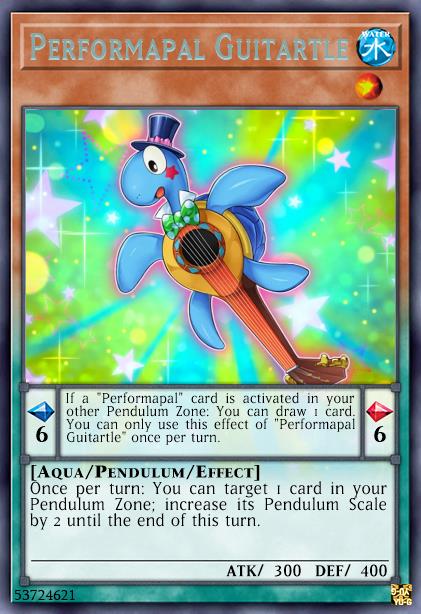 Performapal Guitartle
WATER
水
If a "Performapal" card is activated in
your other Pendulum Zone: You can draw 1 card.
You can only use this effect of "Performapal
Guitartle" once per turn.
6
6
[Aqua/Pendulum/Effect]
Once per turn: You can target 1 card in your
Pendulum Zone; increase its Pendulum Scale
by 2 until the end of this turn.
ATK/ 300 DEF/ 400
53724621